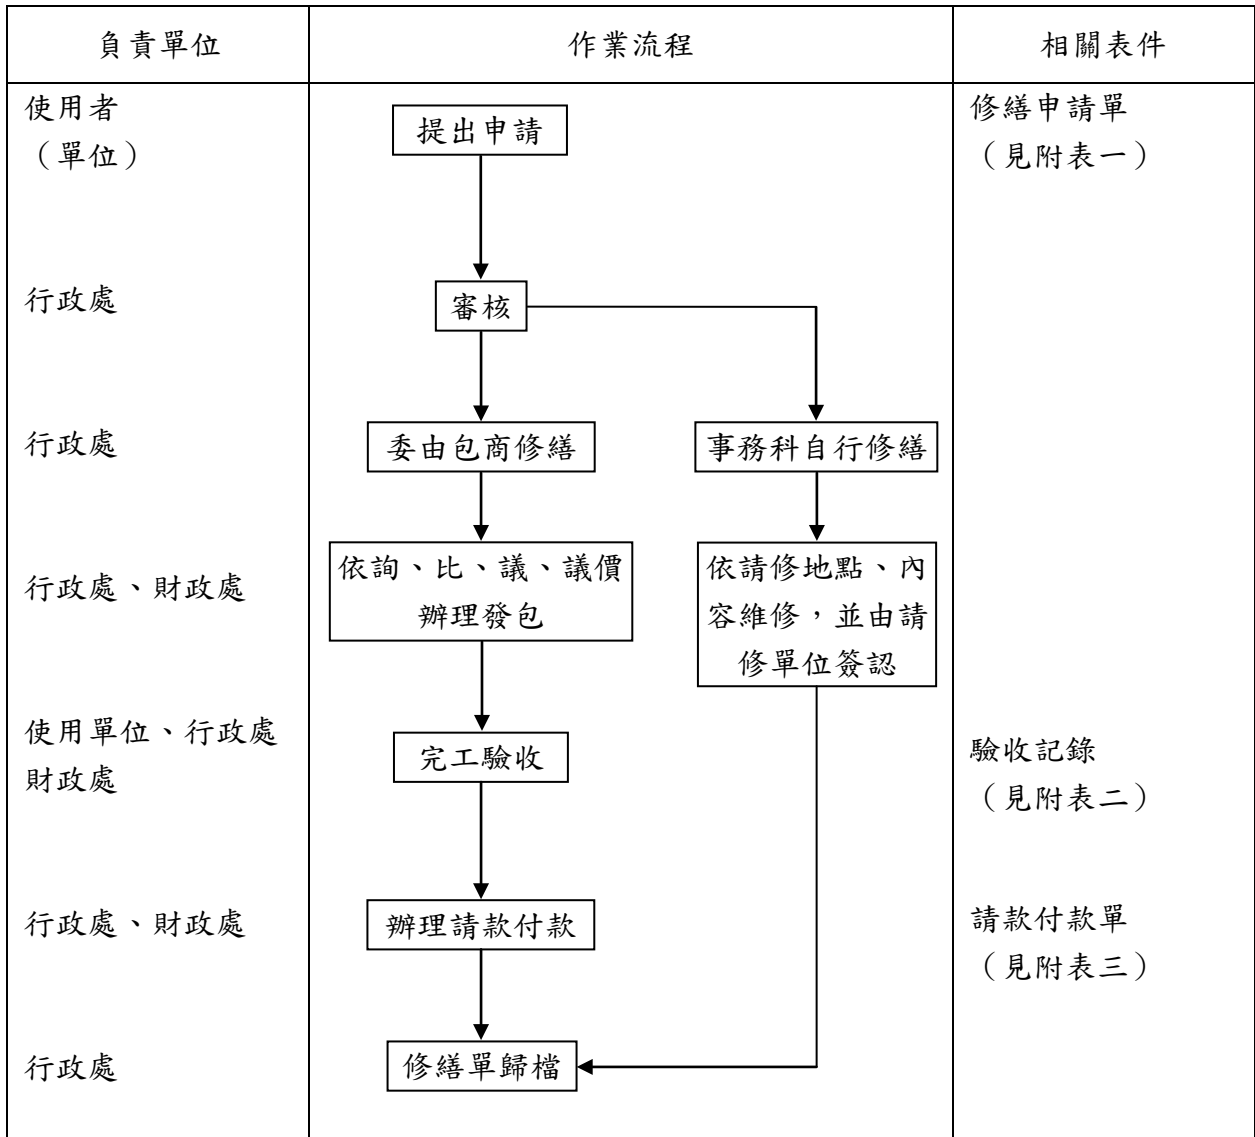 負責單位
作業流程
相關表件
使用者
（單位）
提出申請
修繕申請單
（見附表一）
行政處
審核
行政處
委由包商修繕
事務科自行修繕
行政處、財政處
依詢、比、議、議價
辦理發包
依請修地點、內
容維修，並由請
修單位簽認
使用單位、行政處
財政處
完工驗收
驗收記錄
（見附表二）
行政處、財政處
辦理請款付款
請款付款單
（見附表三）
行政處
修繕單歸檔